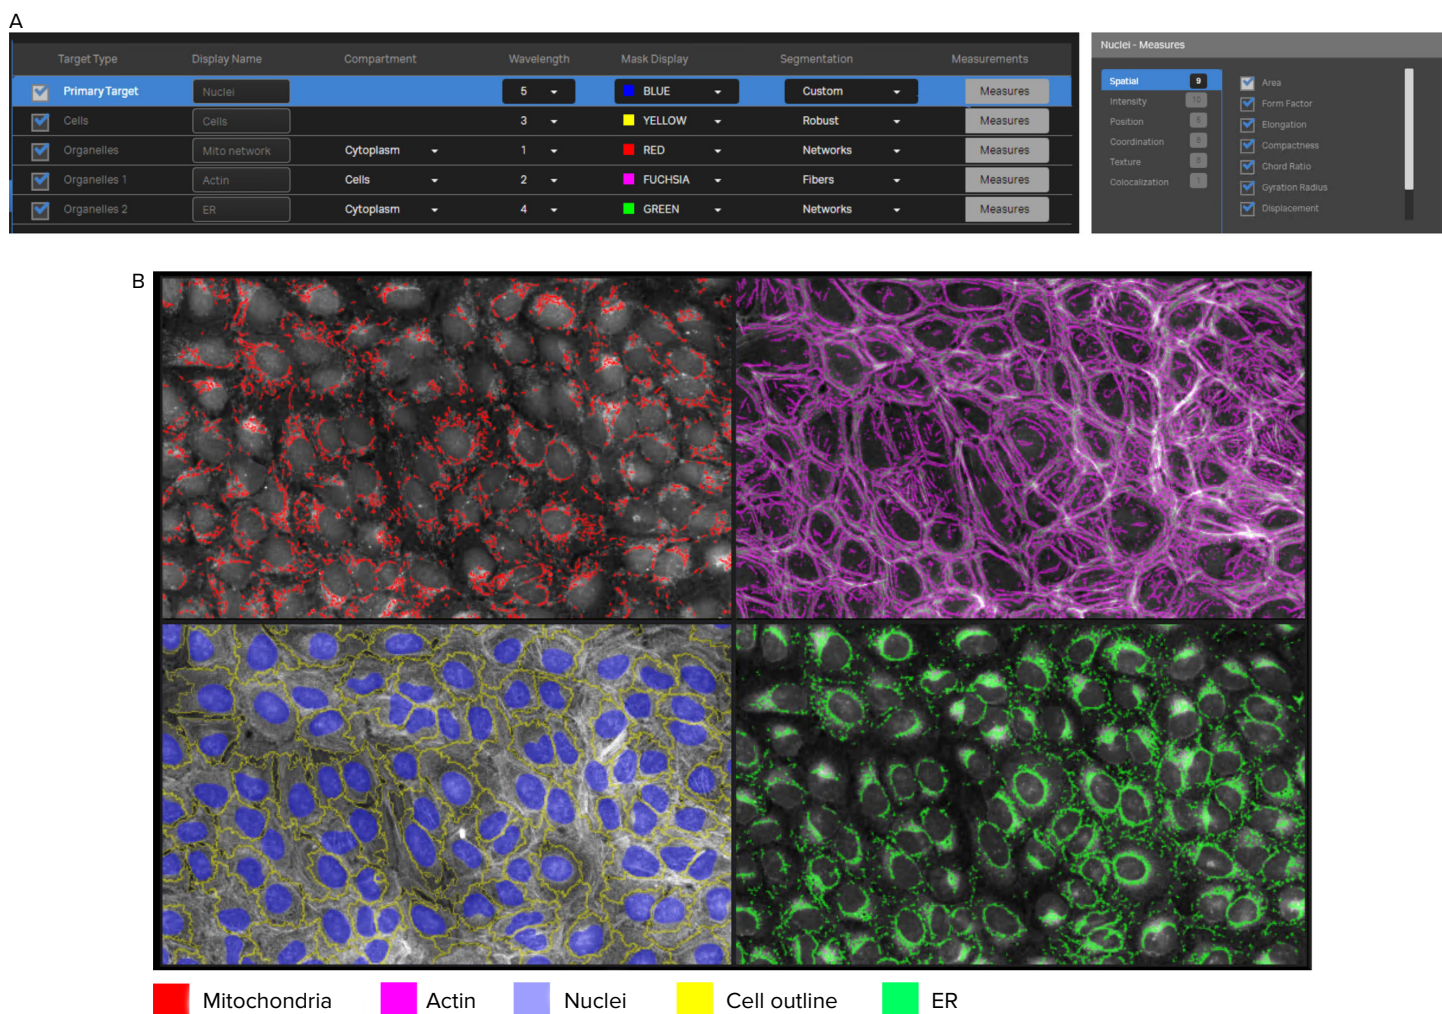 A
Target Type Display Name Compartment Wavelength Mask Display Segmentation Measurements
Primary Target Nuclei 5 BLUE Custom Measures
Cells Cells 3 YELLOW Robust Measures
Organelles Mito network Cytoplasm 1 RED Networks Measures
Organelles 1 Actin Cells 2 FUCHSIA Fibers Measures
Organelles 2 ER Cytoplasm 4 GREEN Networks Measures
Nuclei - Measures
Spatial 9
Intensity 10
Position
Coordination
Texture
Colocalization 1
Area
Form Factor
Elongation
Compactness
Chord Ratio
Gyration Radius
Displacement
B
Mitochondria Actin Nuclei Cell outline ER